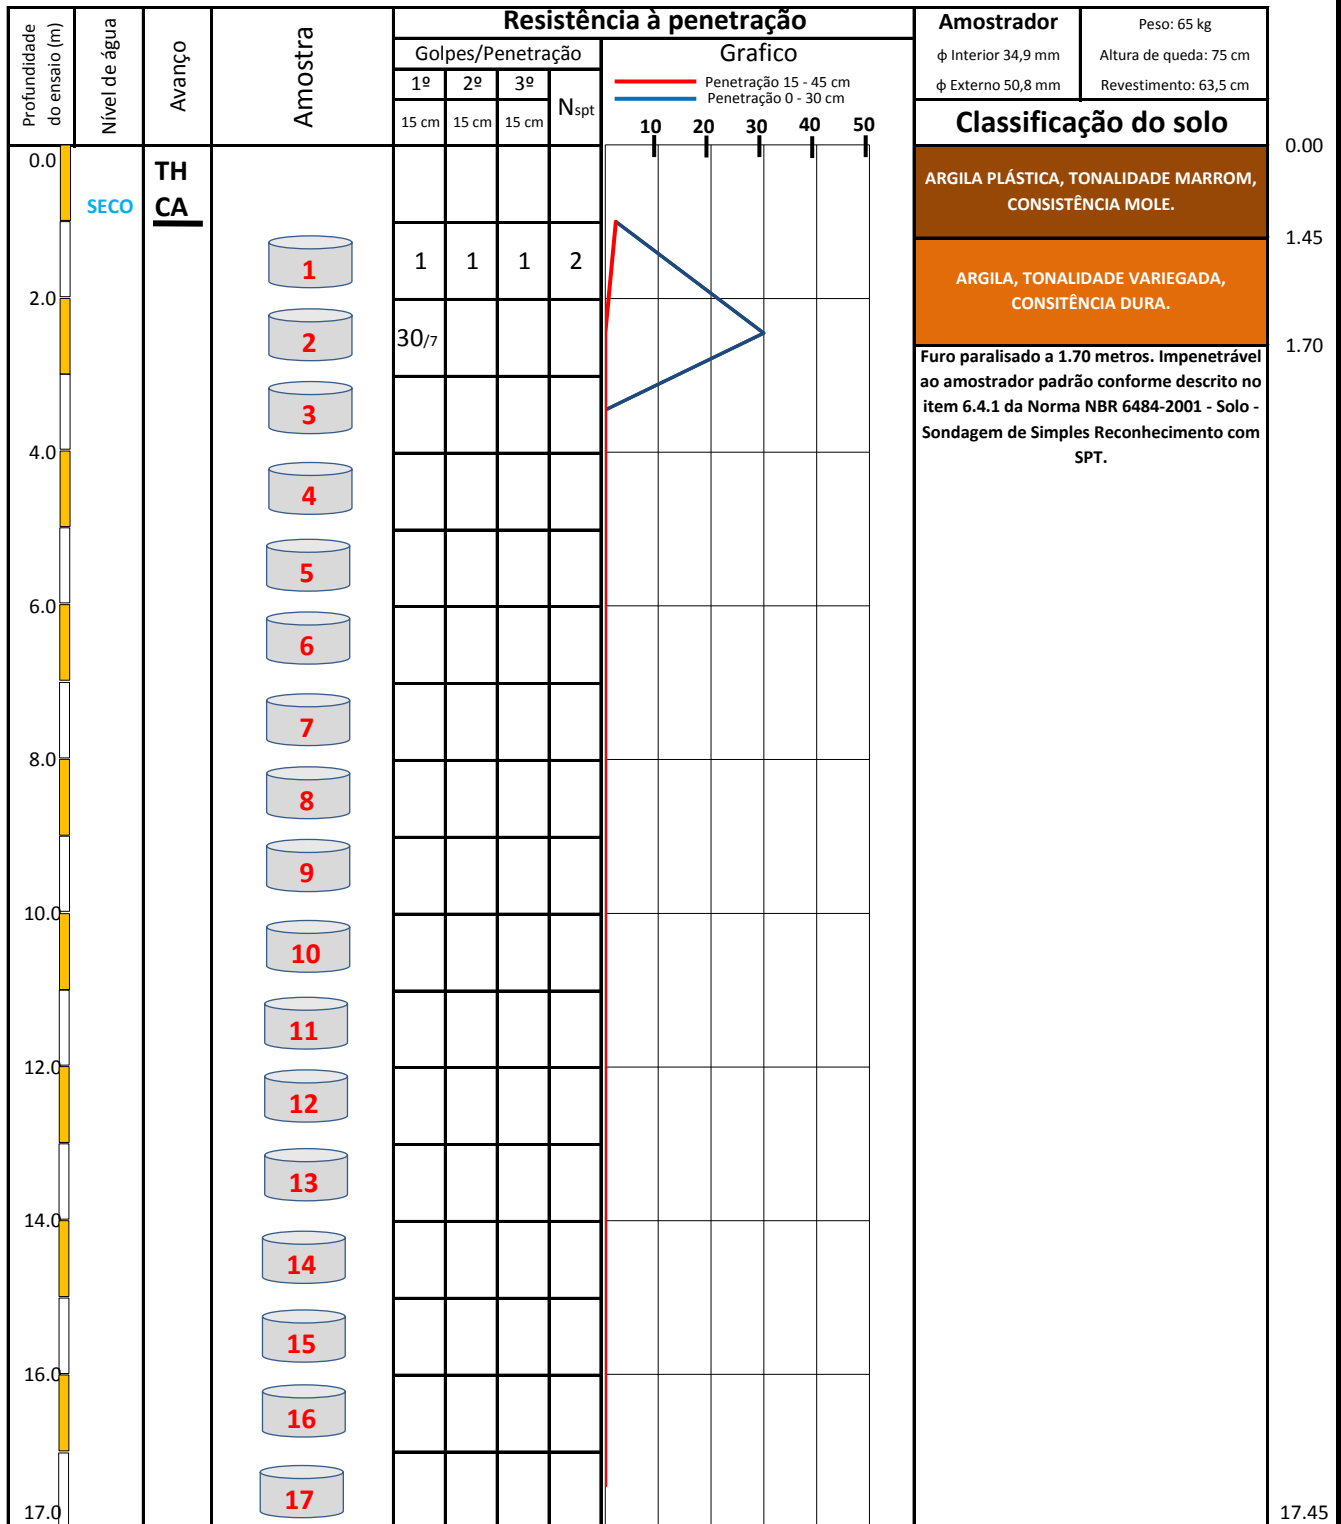 Profundidade
do ensaio (m)
Nível de água
Avanço
Amostra
Resistência à penetração
Golpes/Penetração
1º
2º
3º
15 cm
15 cm
15 cm
Nspt
Grafico
Penetração 15 - 45 cm
Penetração 0 - 30 cm
10
20
30
40
50
Amostrador
ϕ Interior 34,9 mm
ϕ Externo 50,8 mm
Peso: 65 kg
Altura de queda: 75 cm
Revestimento: 63,5 cm
Classificação do solo
0.0
SECO
TH
CA
0.00
ARGILA PLÁSTICA, TONALIDADE MARROM,
CONSISTÊNCIA MOLE.
1.45
1
1
1
1
2
ARGILA, TONALIDADE VARIEGADA,
CONSITÊNCIA DURA.
2.0
2
30/7
1.70
Furo paralisado a 1.70 metros. Impenetrável
ao amostrador padrão conforme descrito no
item 6.4.1 da Norma NBR 6484-2001 - Solo -
Sondagem de Simples Reconhecimento com
SPT.
3
4.0
4
5
6.0
6
7
8.0
8
9
10.0
10
11
12.0
12
13
14.0
14
15
16.0
16
17
17.0
17.45